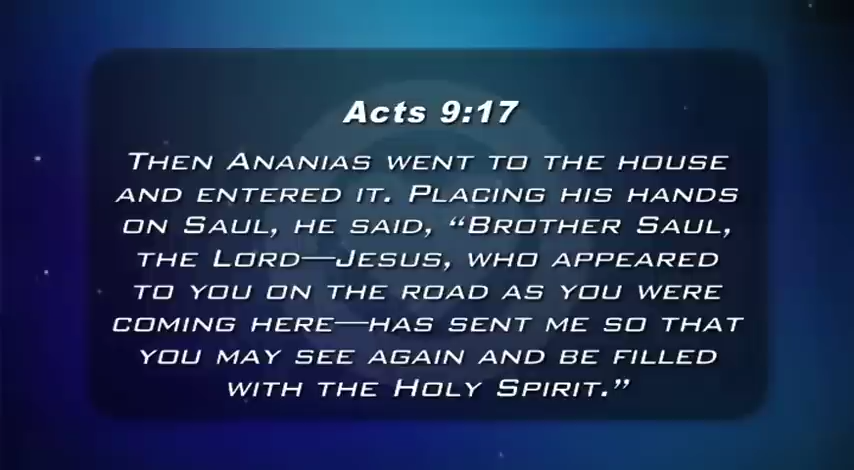 Acts 9:17
Then Ananias went to the house
and entered it. Placing his hands
on Saul, he said, “Brother Saul,
the Lord—Jesus, who appeared
to you on the road as you were
coming here—has sent me so that
you may see again and be filled
with the Holy Spirit.”